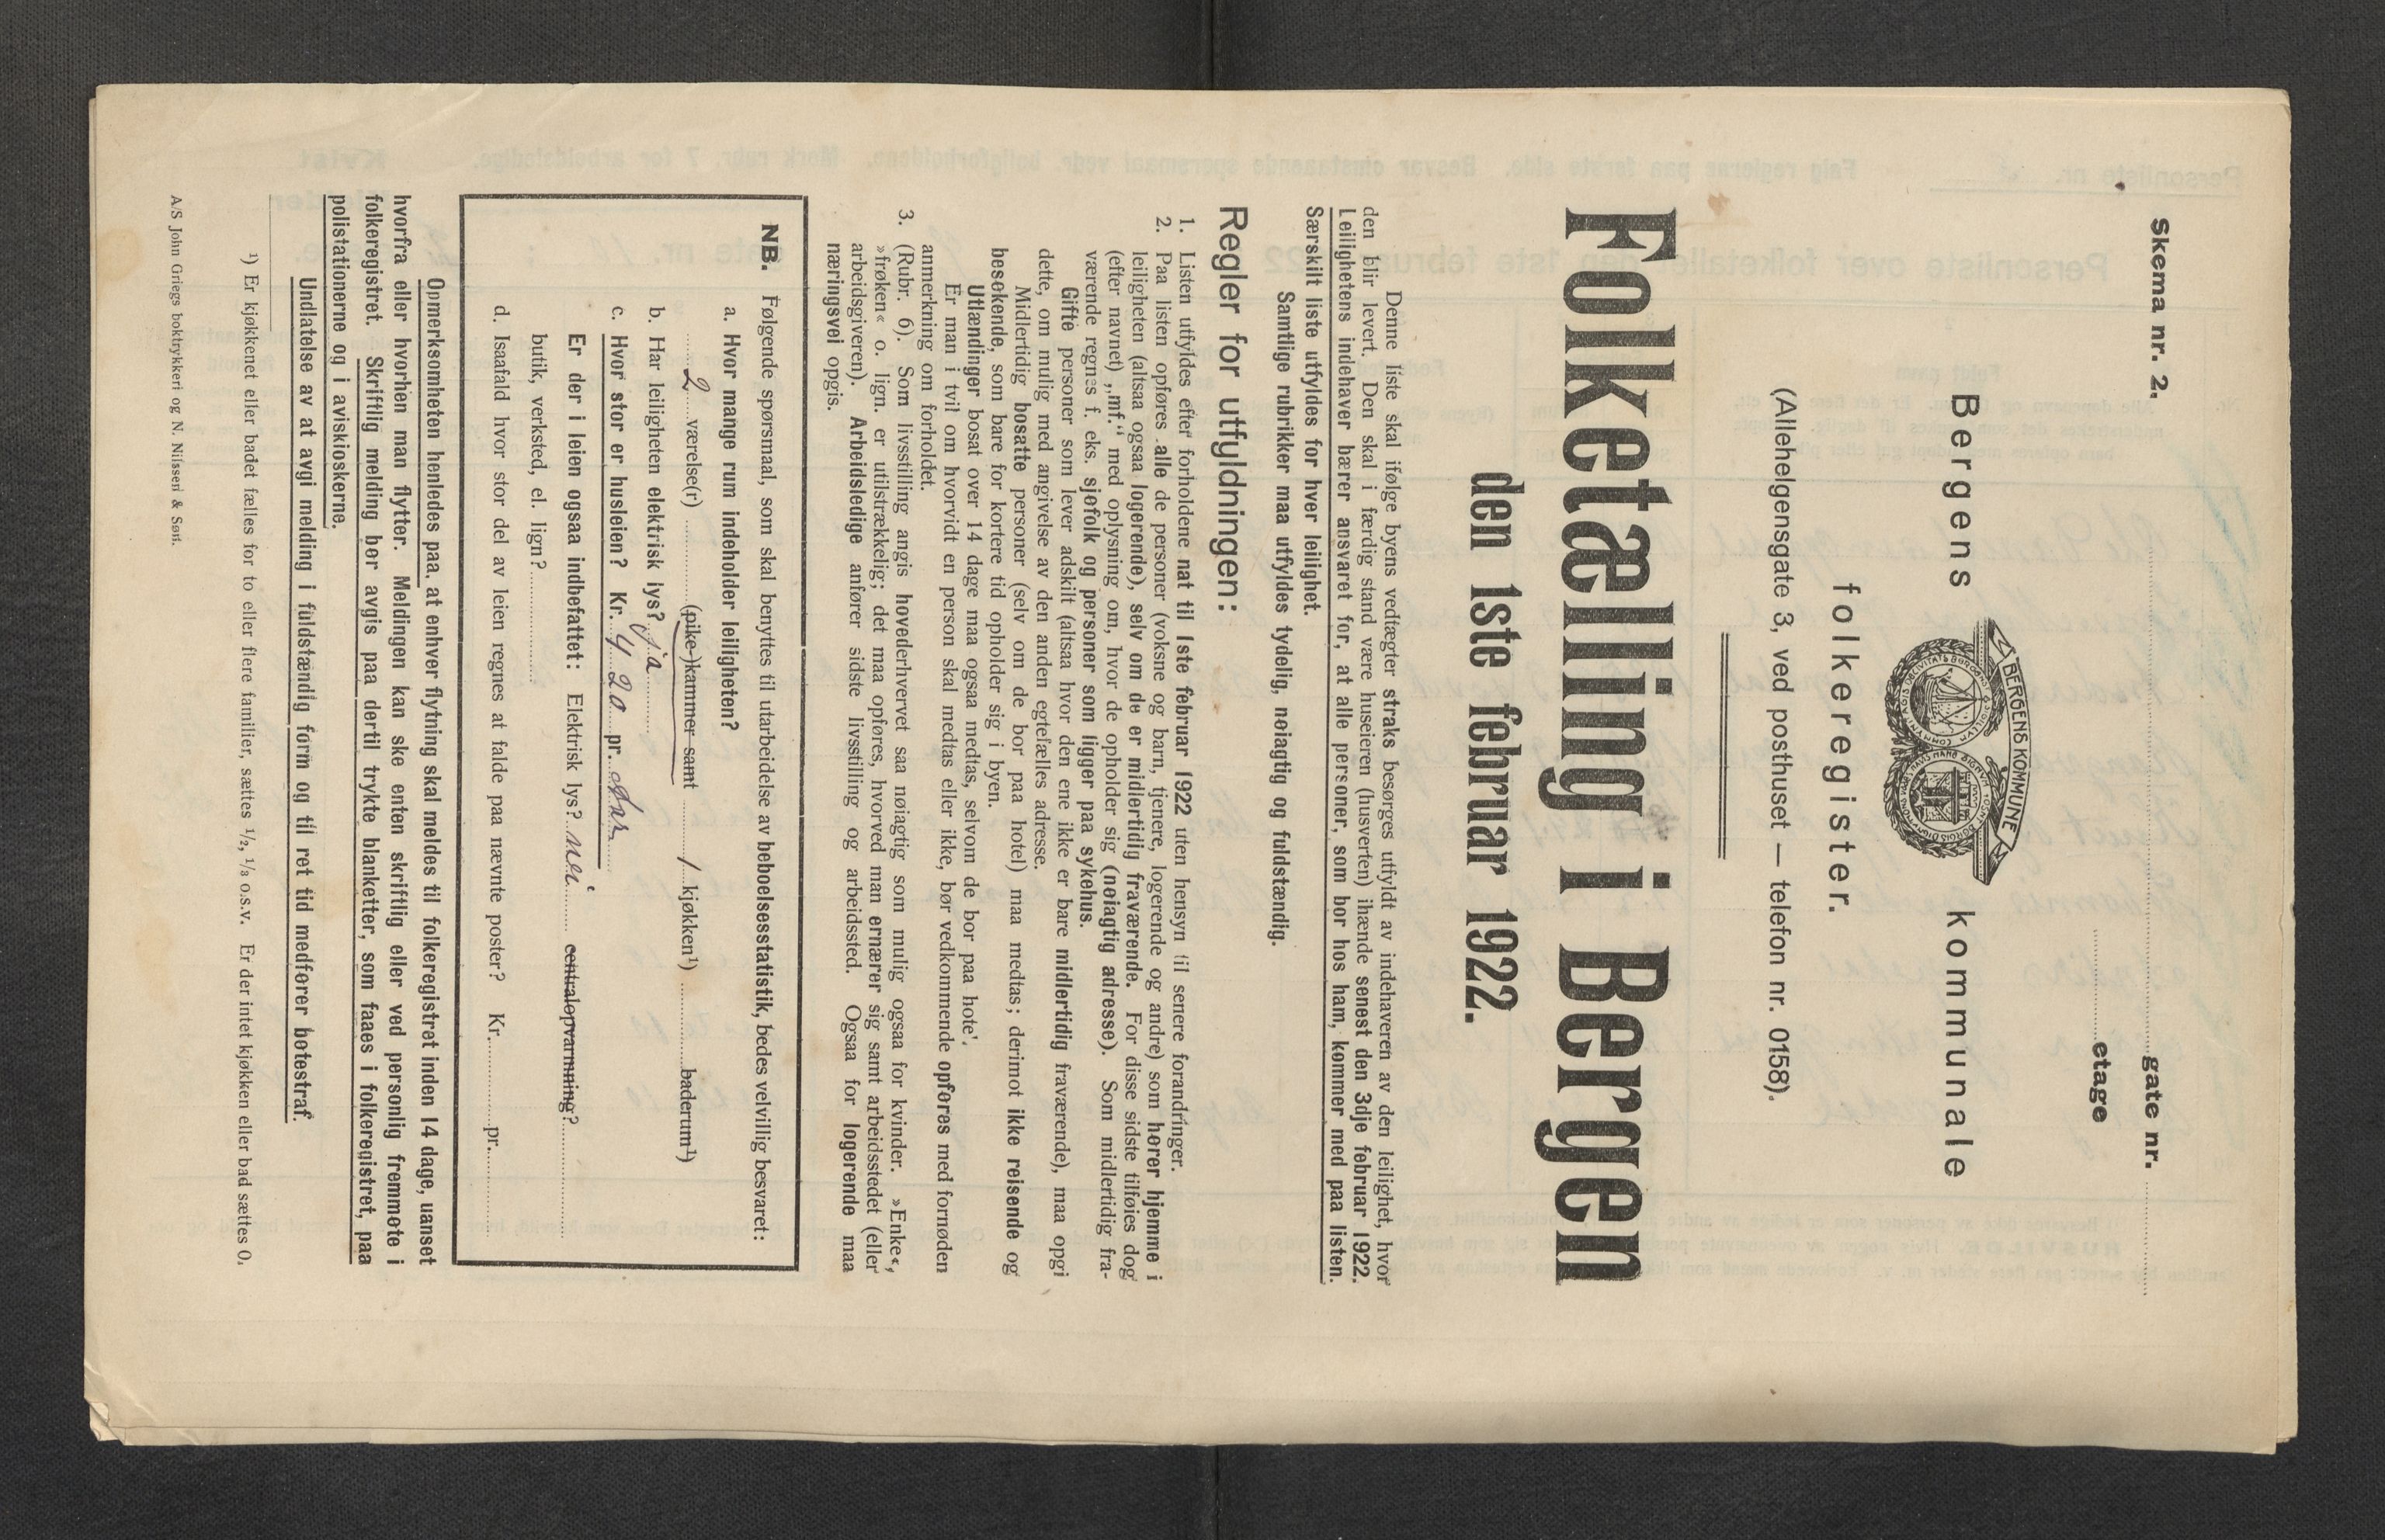 Skema nr. 2.
gate nr.
etage
Bergens kommunale
BERGENS KOMMUNE
folkeregister.
(Allehelgensgate 3, ved posthuset — telefon nr. 0158).
Folketælling i Bergen
den 1ste februar 1922.
Denne liste skal ifølge byens vedtægter straks besørges utfyldt av indehaveren av den leilighet, hvor
den blir levert. Den skal i færdig stand være huseieren (husverten) ihænde senest den 3dje februar 1922.
Leilighetens indehaver bærer ansvaret for, at alle personer, som bor hos ham, kommer med paa listen.
Særskilt liste utfyldes for hver leilighet.
Samtlige rubrikker maa utfyldes tydelig, nøiagtig og fuldstændig.
Regler for utfyldningen:
1. Listen utfyldes efter forholdene nat til 1ste februar 1922 uten hensyn til senere forandringer.
2. Paa listen opføres alle de personer (voksne og barn, tjenere, logerende og andre) som hører hjemme i
leiligheten (altsaa ogsaa logerende), selv om de er midlertidig fraværende. For disse sidste tilføies dog
(efter navnet) „mf.“ med oplysning om, hvor de opholder sig (nøiagtig adresse). Som midlertidig fra-
værende regnes f. eks. sjøfolk og personer som ligger paa sykehus.
Gifte personer som lever adskilt (altsaa hvor den ene ikke er bare midlertidig fraværende), maa opgi
dette, om mulig med angivelse av den anden egtefælles adresse.
Midlertidig bosatte personer (selv om de bor paa hotel) maa medtas; derimot ikke reisende og
besøkende, som bare for kortere tid opholder sig i byen.
Utlændinger bosat over 14 dage maa ogsaa medtas, selvom de bor paa hotel.
Er man i tvil om hvorvidt en person skal medtas eller ikke, bør vedkommende opføres med fornøden
anmerkning om forholdet.
3. (Rubr. 6). Som livsstilling angis hovederhvervet saa nøiagtig som mulig ogsaa for kvinder. »Enke«,
»frøken« o. lign. er utilstrækkelig; det maa opføres, hvorved man ernærer sig samt arbeidsstedet (eller
arbeidsgiveren). Arbeidsledige anfører sidste livsstilling og arbeidssted. Ogsaa for logerende maa
næringsvei opgis.
NB. Følgende spørsmaal, som skal benyttes til utarbeidelse av beboelsesstatistik, bedes velvillig besvaret:
a. Hvor mange rum indeholder leiligheten?
2 værelse(r) (pike-)kammer samt 1 kjøkken¹) baderum¹)
b. Har leiligheten elektrisk lys? ja
c. Hvor stor er husleien? Kr. 420 pr. Aar
Er der i leien ogsaa indbefattet: Elektrisk lys? nei centralopvarmning?
butik, verksted, el. lign?
d. Isaafald hvor stor del av leien regnes at falde paa nævnte poster? Kr. pr.
Opmerksomheten henledes paa, at enhver flytning skal meldes til folkeregistret inden 14 dage, uanset
hvorfra eller hvorhen man flytter. Meldingen kan ske enten skriftlig eller ved personlig fremmøte i
folkeregistret. Skriftlig melding bør avgis paa dertil trykte blanketter, som faaes i folkeregistret, paa
polistationerne og i aviskioskerne.
Undlatelse av at avgi melding i fuldstændig form og til ret tid medfører bøtestraf.
¹) Er kjøkkenet eller badet fælles for to eller flere familier, sættes ½, ⅓ o.s.v. Er der intet kjøkken eller bad sættes 0.
A/S John Griegs boktrykkeri og N. Nilssen & Søn.